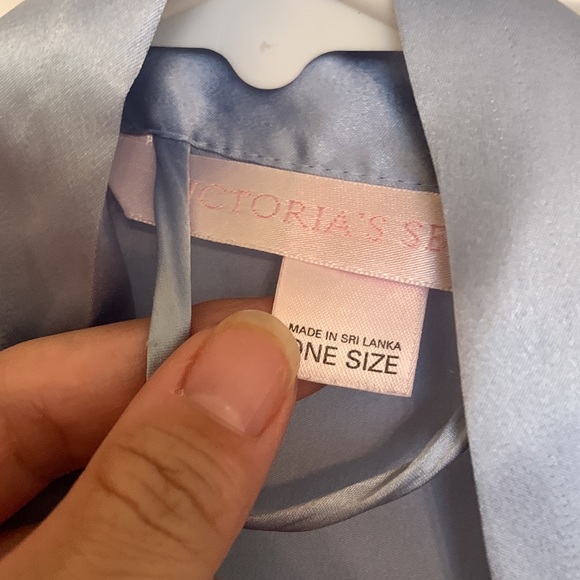 ICTORIA'S SE
MADE IN SRI LANKA
ONE SIZE